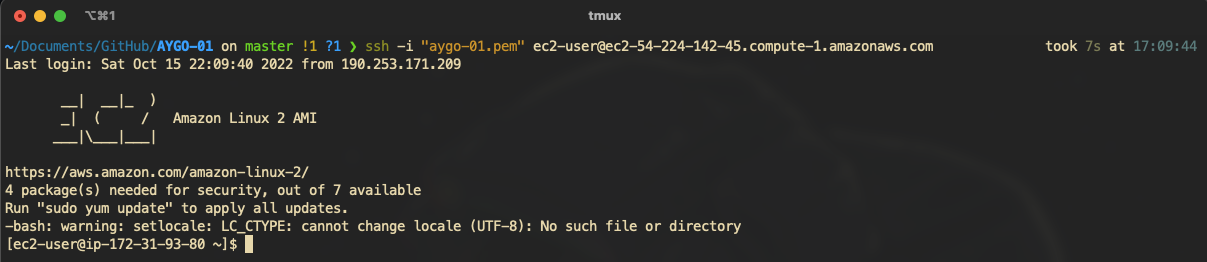 ⌥⌘1 tmux
~/Documents/GitHub/AYGO-01 on master !1 ?1 ❯ ssh -i "aygo-01.pem" ec2-user@ec2-54-224-142-45.compute-1.amazonaws.com took 7s at 17:09:44
Last login: Sat Oct 15 22:09:40 2022 from 190.253.171.209
       __|  __|_  )
       _|  (     /   Amazon Linux 2 AMI
      ___|\___|___|
https://aws.amazon.com/amazon-linux-2/
4 package(s) needed for security, out of 7 available
Run "sudo yum update" to apply all updates.
-bash: warning: setlocale: LC_CTYPE: cannot change locale (UTF-8): No such file or directory
[ec2-user@ip-172-31-93-80 ~]$